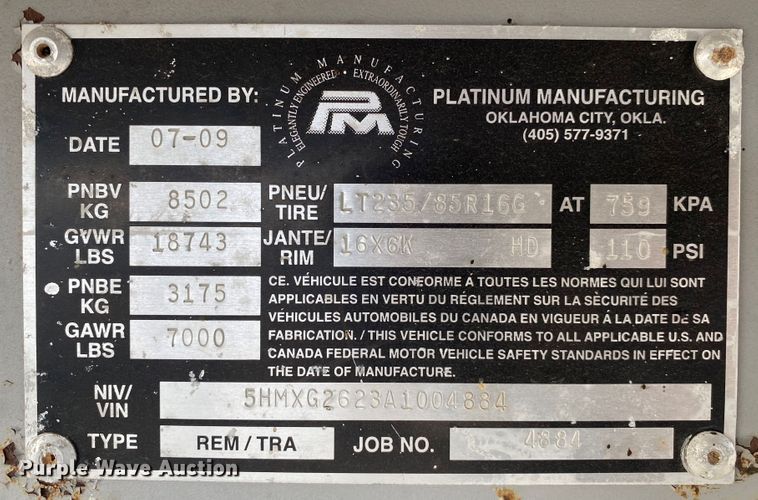 PLATINUM MANUFACTURING
ELEGANTLY ENGINEERED • EXTRAORDINARILY TOUGH
PM
MANUFACTURED BY:
PLATINUM MANUFACTURING
OKLAHOMA CITY, OKLA.
(405) 577-9371
DATE 07-09
PNBV KG 8502 PNEU/ TIRE LT235/85R16G AT 759 KPA
GVWR LBS 18743 JANTE/ RIM 16X6K HD 110 PSI
PNBE KG 3175
GAWR LBS 7000
CE. VÉHICULE EST CONFORME À TOUTES LES NORMES QUI LUI SONT
APPLICABLES EN VERTU DU RÉGLEMENT SÛR LA SÈCURITÉ DES
VÉHICULES AUTOMOBILES DU CANADA EN VIGUEUR Á LA DATE DE SA
FABRICATION. / THIS VEHICLE CONFORMS TO ALL APPLICABLE U.S. AND
CANADA FEDERAL MOTOR VEHICLE SAFETY STANDARDS IN EFFECT ON
THE DATE OF MANUFACTURE.
NIV/ VIN 5HMXG2623A1004884
TYPE REM / TRA JOB NO. 4884
Purple Wave Auction